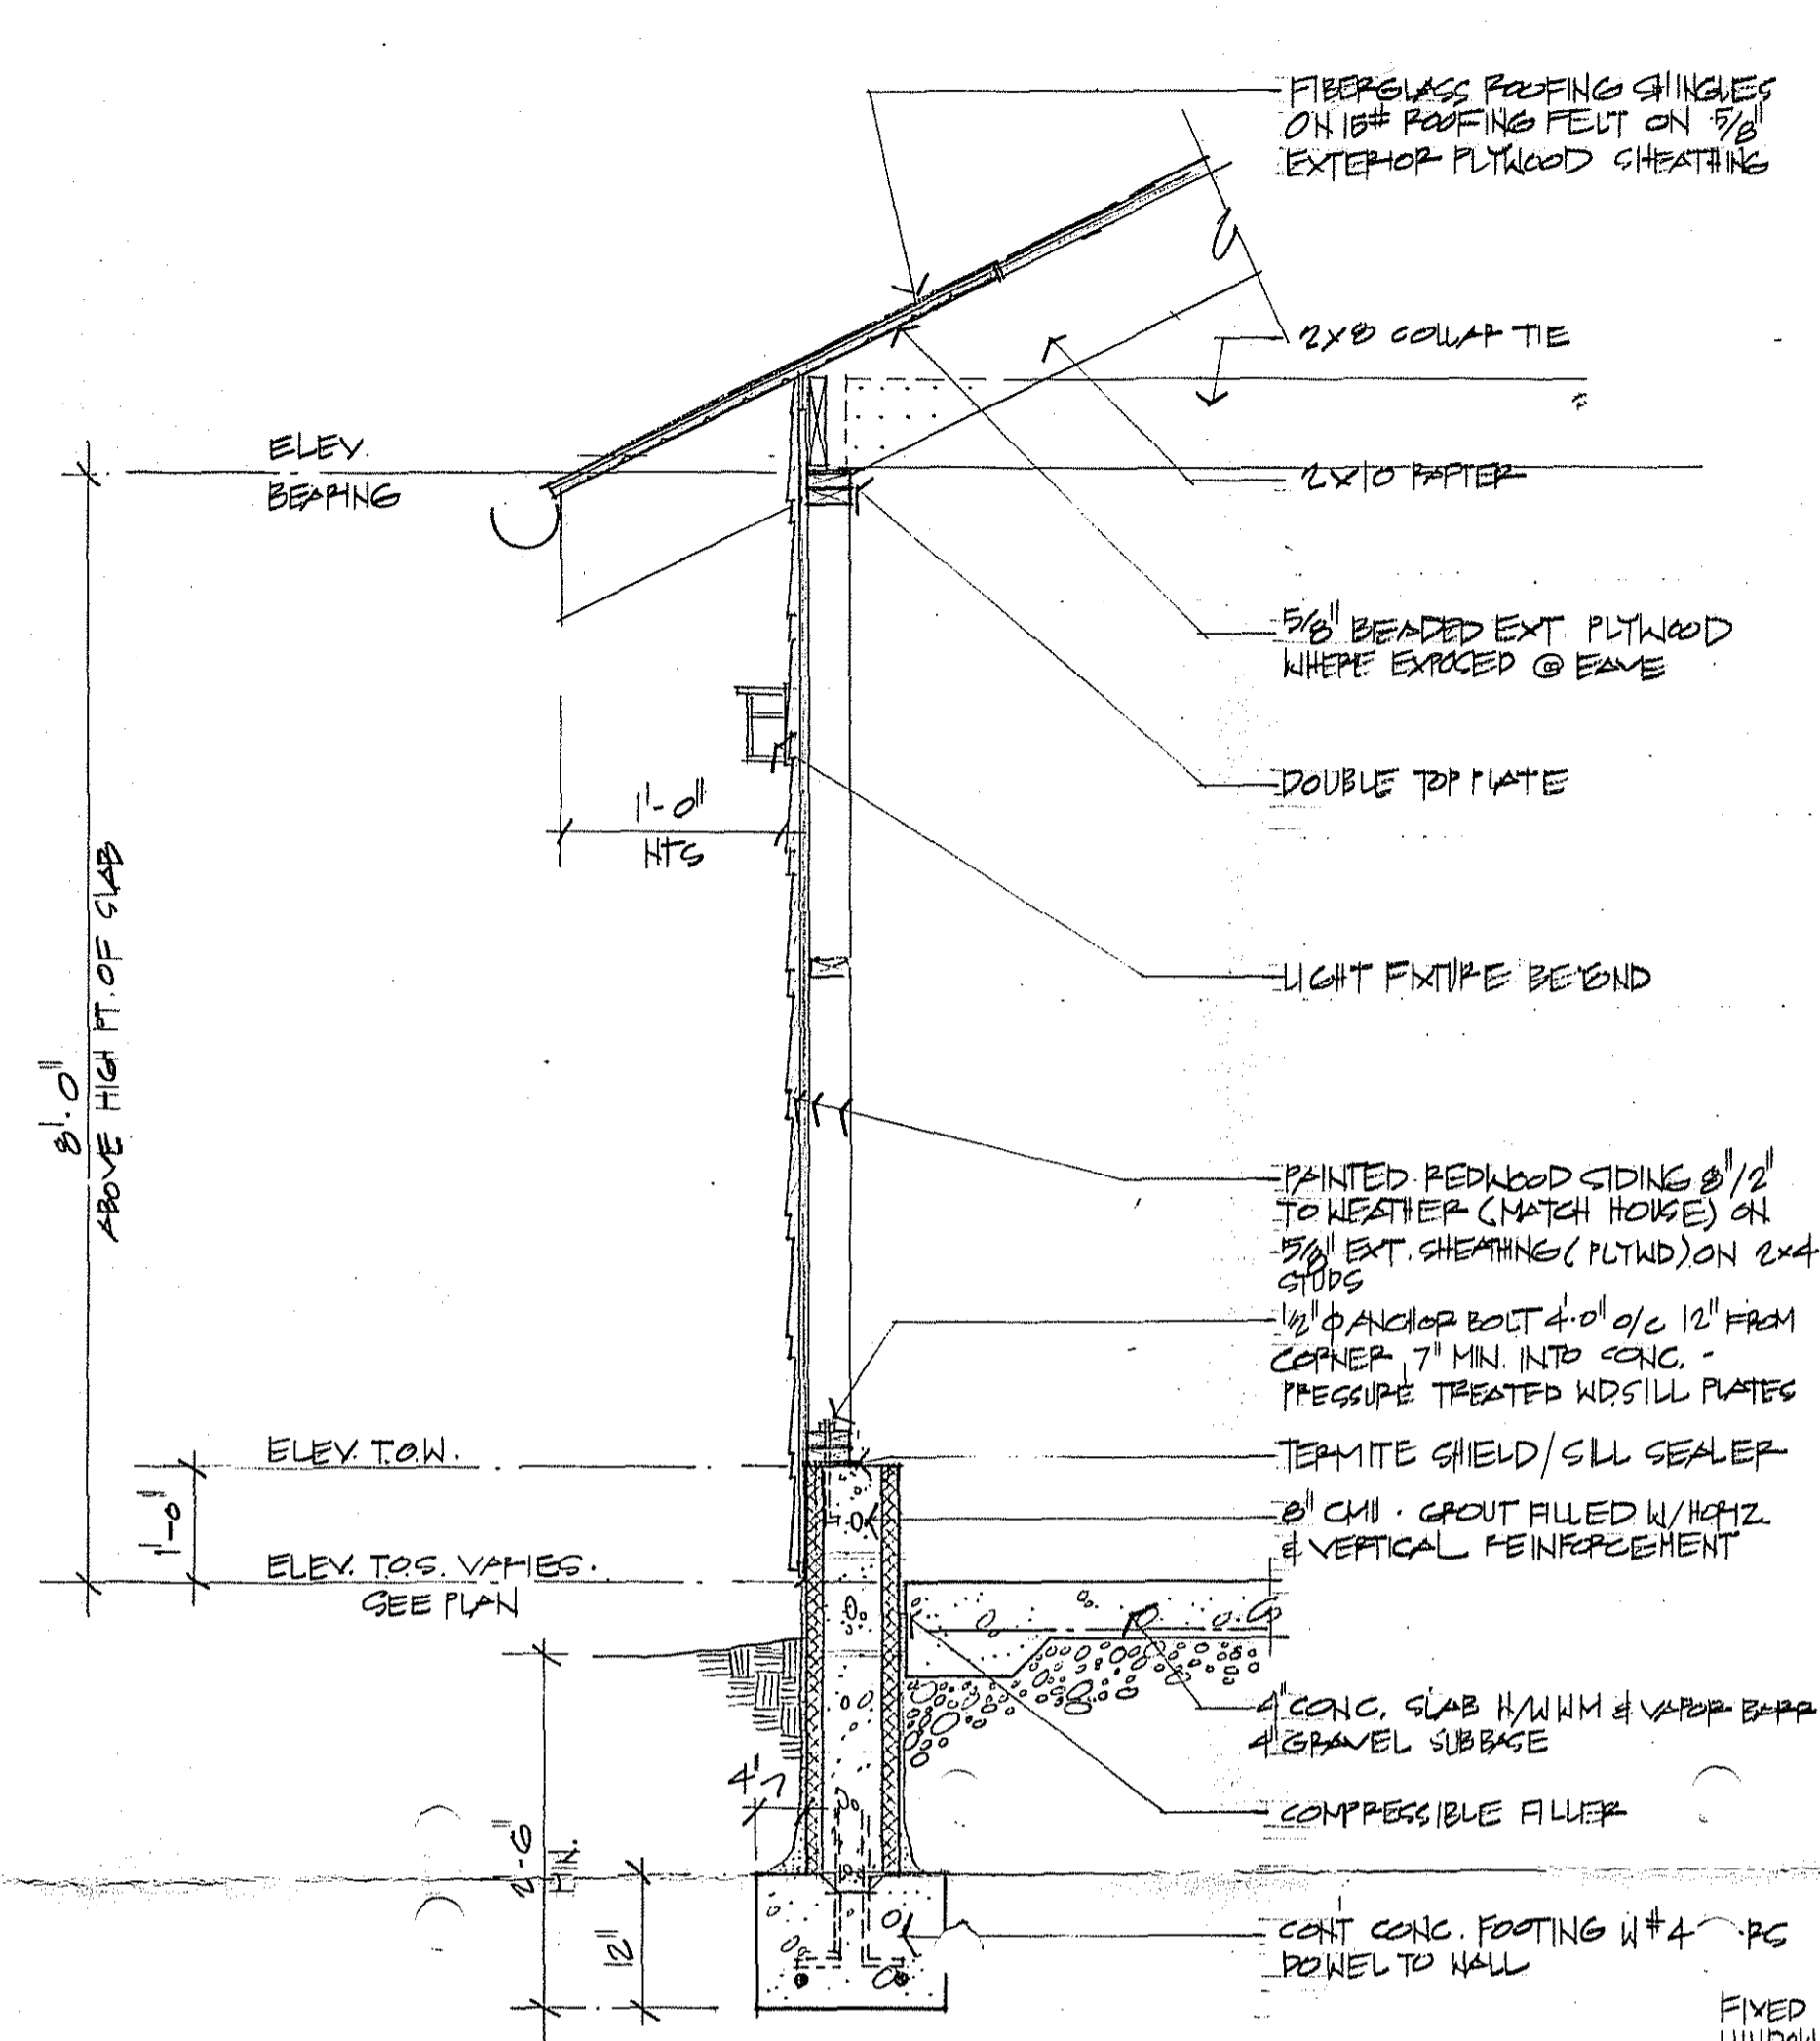 FIBERGLASS ROOFING SHINGLES
ON 15# ROOFING FELT ON 5/8"
EXTERIOR PLYWOOD SHEATHING
2X8 COLLAR TIE
ELEV.
BEARING
2X10 RAFTER
5/8" BEADED EXT PLYWOOD
WHERE EXPOSED @ EAVE
DOUBLE TOP PLATE
1'-0"
NTS
8'-0"
ABOVE HIGH PT. OF SLAB
LIGHT FIXTURE BEYOND
PAINTED REDWOOD SIDING 8"/2"
TO WEATHER (MATCH HOUSE) ON
5/8" EXT. SHEATHING (PLYWD) ON 2x4
STUDS
1/2" Φ ANCHOR BOLT 4'-0" O/C 12" FROM
CORNER, 7" MIN. INTO CONC. -
PRESSURE TREATED WD. SILL PLATES
ELEV. T.O.W.
TERMITE SHIELD/SILL SEALER
1'-0"
8" CMU. GROUT FILLED W/HORIZ.
& VERTICAL REINFORCEMENT
ELEV. T.O.S. VARIES.
SEE PLAN
4" CONC. SLAB W/WWM & VAPOR BARR
4" GRAVEL SUBBASE
4"
COMPRESSIBLE FILLER
2'-6"
MIN.
12"
CONT CONC. FOOTING W #4
DOWEL TO WALL
FIXED
WINDOW